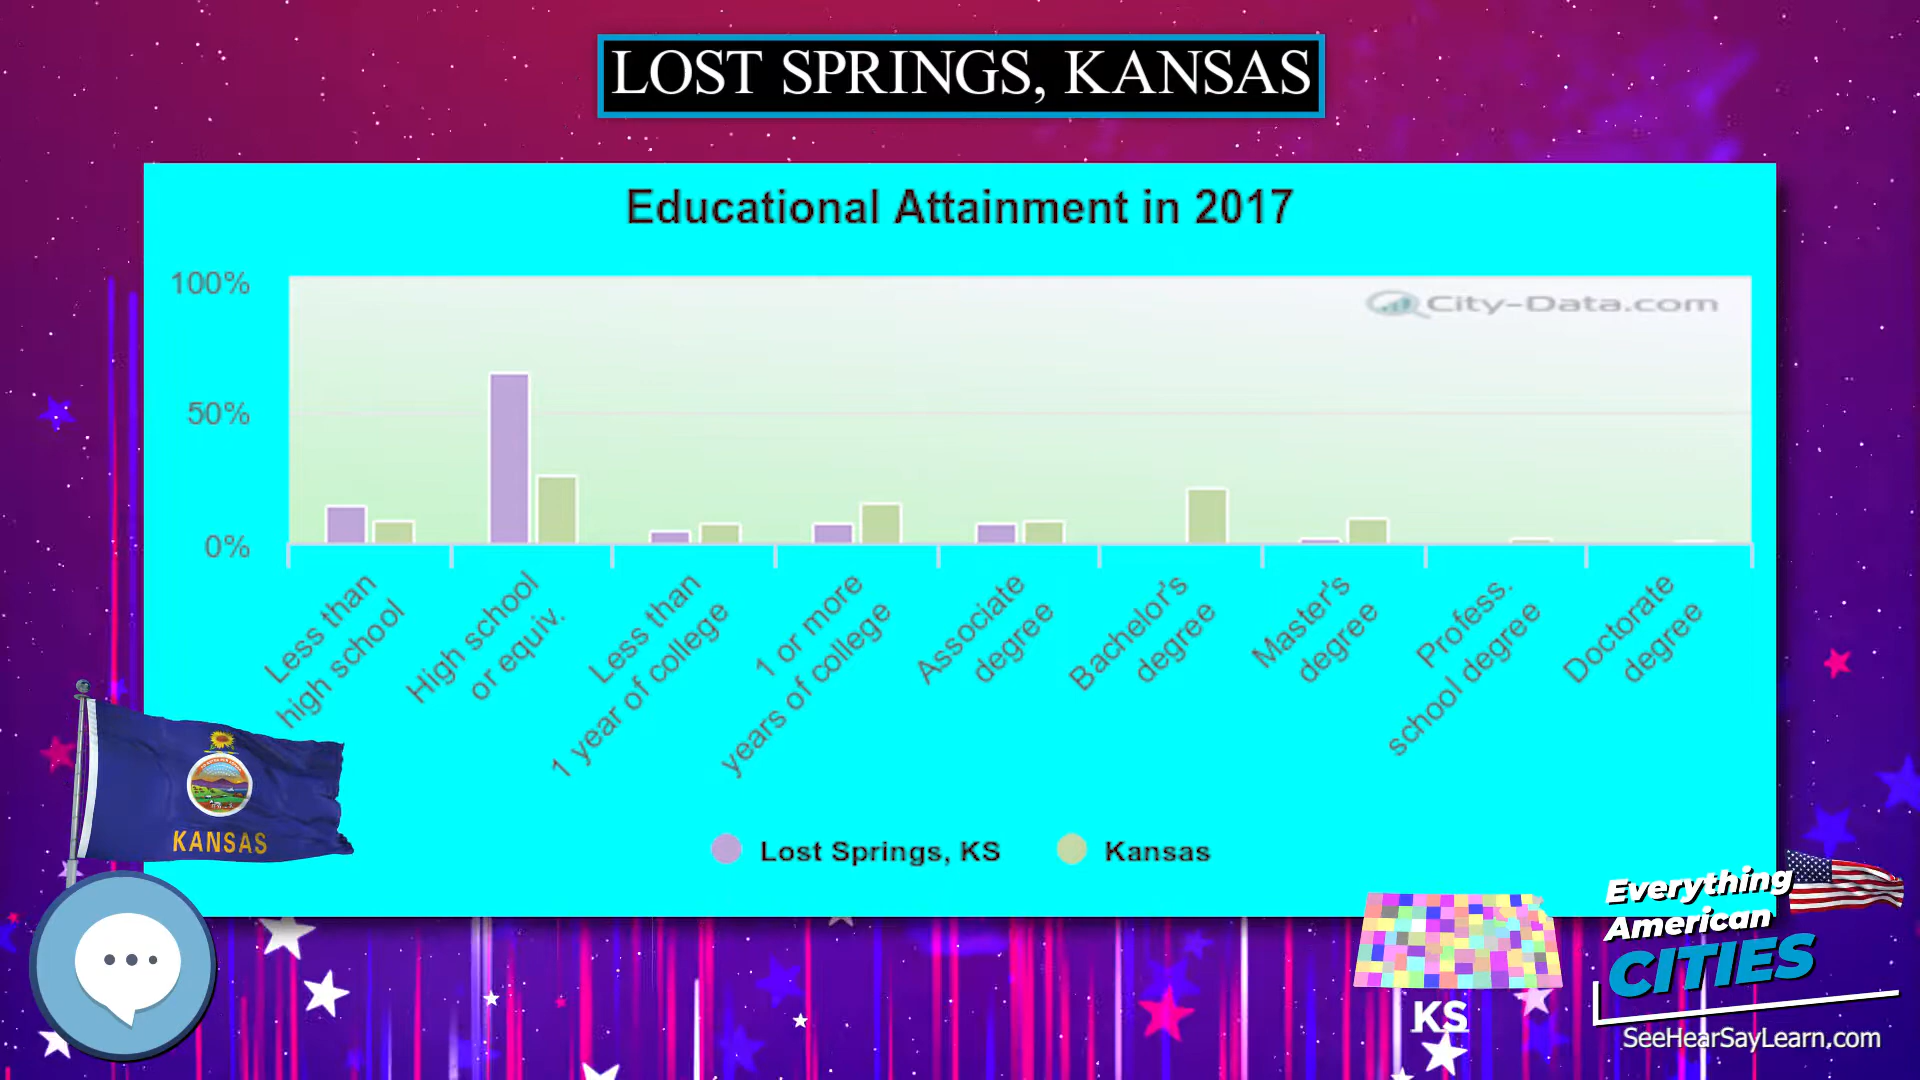 LOST SPRINGS, KANSAS
Educational Attainment in 2017
City-Data.com
100%
50%
0%
Less than
high school
High school
or equiv.
Less than
1 year of college
1 or more
years of college
Associate
degree
Bachelor's
degree
Master's
degree
Profess.
school degree
Doctorate
degree
Lost Springs, KS
Kansas
KANSAS
Everything
American
CITIES
KS
SeeHearSayLearn.com